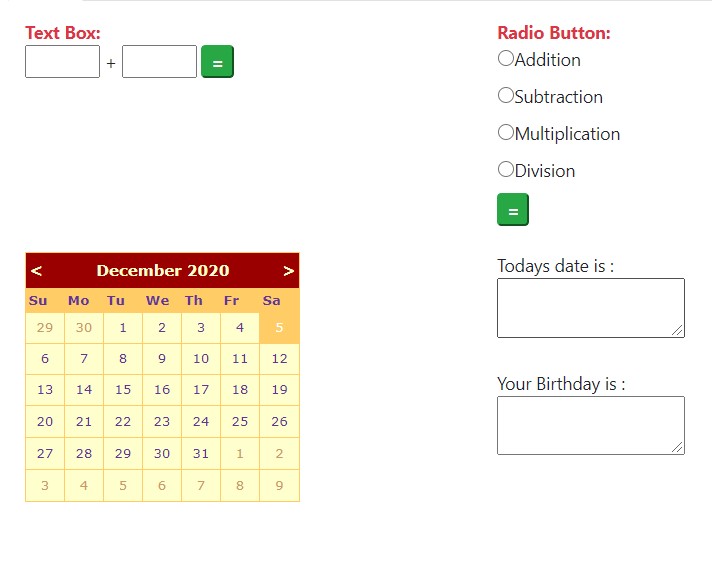 Text Box:
+ =
Radio Button:
Addition
Subtraction
Multiplication
Division
=
< December 2020 >
Su Mo Tu We Th Fr Sa
29 30 1 2 3 4 5
6 7 8 9 10 11 12
13 14 15 16 17 18 19
20 21 22 23 24 25 26
27 28 29 30 31 1 2
3 4 5 6 7 8 9
Todays date is :
Your Birthday is :